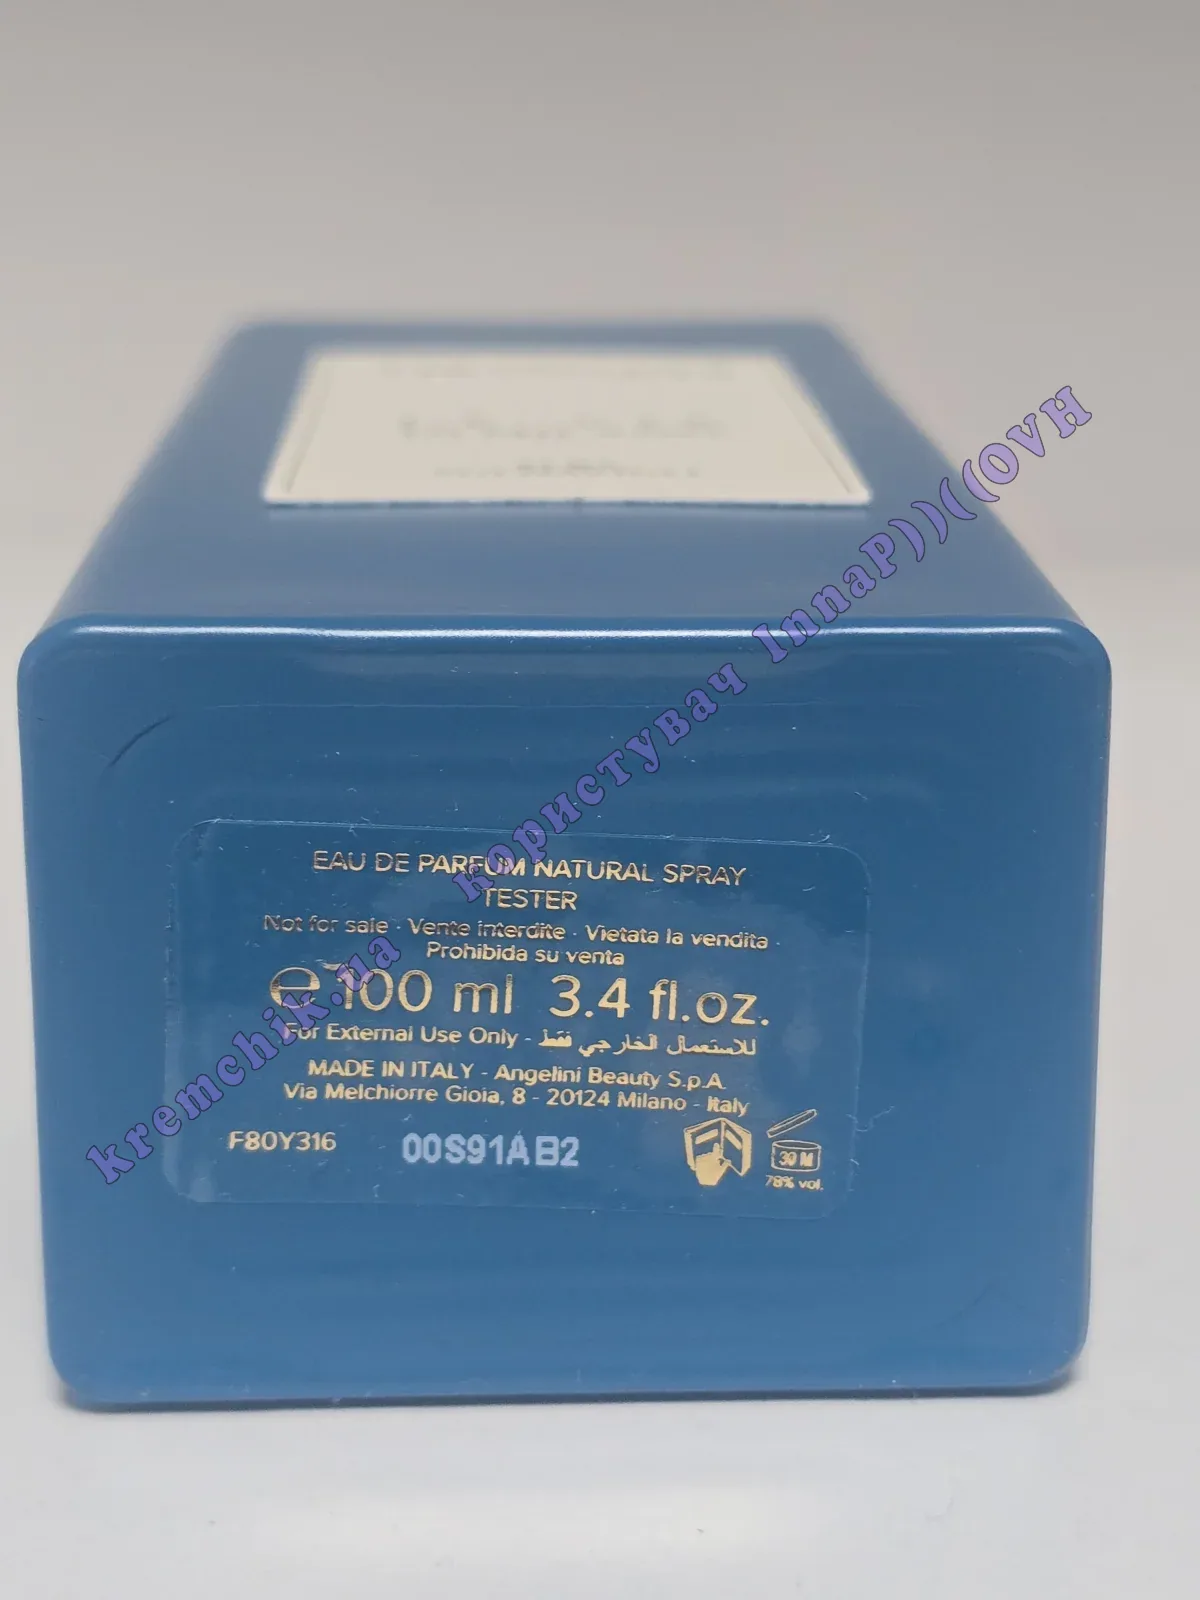 EAU DE PARFUM NATURAL SPRAY
TESTER
Not for sale · Vente interdite · Vietata la vendita ·
Prohibida su venta
℮ 100 ml 3.4 fl.oz.
For External Use Only - للاستعمال الخارجي فقط
MADE IN ITALY - Angelini Beauty S.p.A.
Via Melchiorre Gioia, 8 - 20124 Milano - Italy
F80Y316 00S91AB2
30 M
78% vol.
kremchik.ua користувач InnaP))((OVH